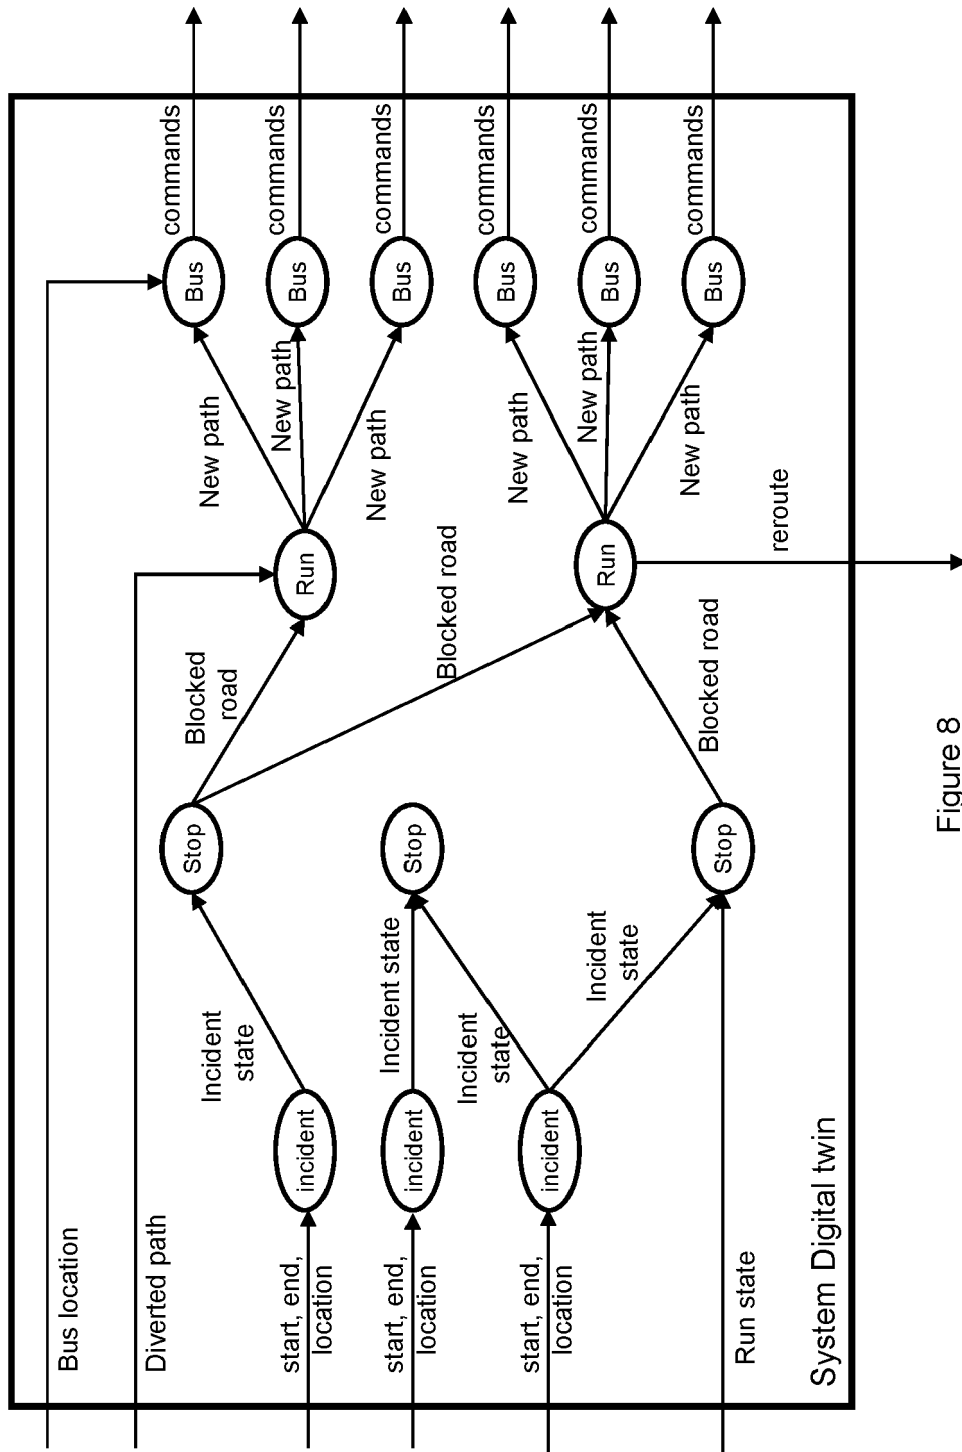 Bus location
Diverted path
start, end,
location
start, end,
location
start, end,
location
Run state
incident
incident
incident
Incident
state
Incident state
Incident
state
Incident
state
Stop
Stop
Stop
Blocked
road
Blocked road
Blocked road
Run
Run
reroute
New path
New path
New path
New path
New path
New path
Bus
Bus
Bus
Bus
Bus
Bus
commands
commands
commands
commands
commands
commands
System Digital twin
Figure 8